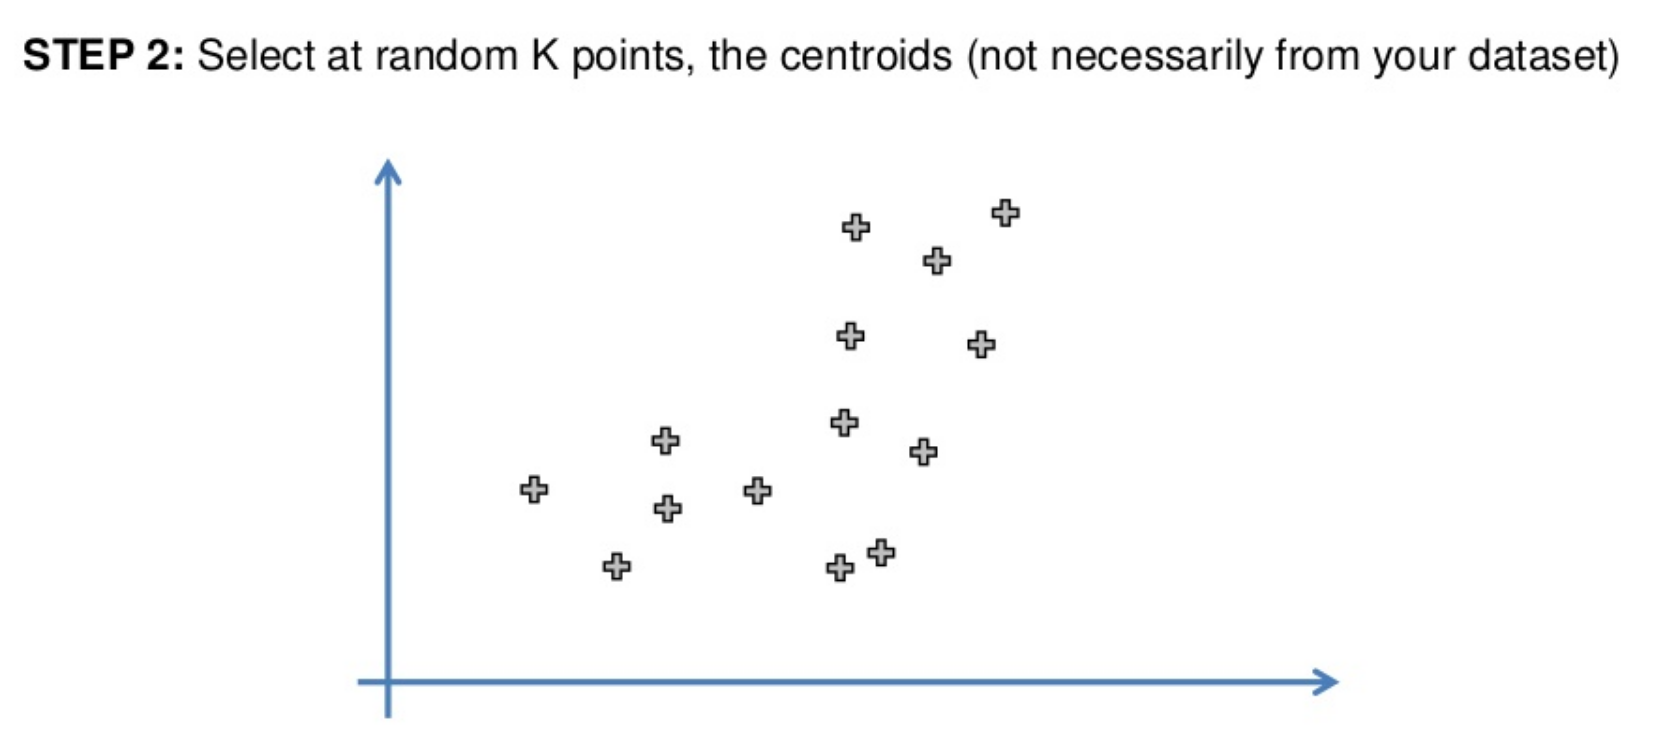 STEP 2: Select at random K points, the centroids (not necessarily from your dataset)